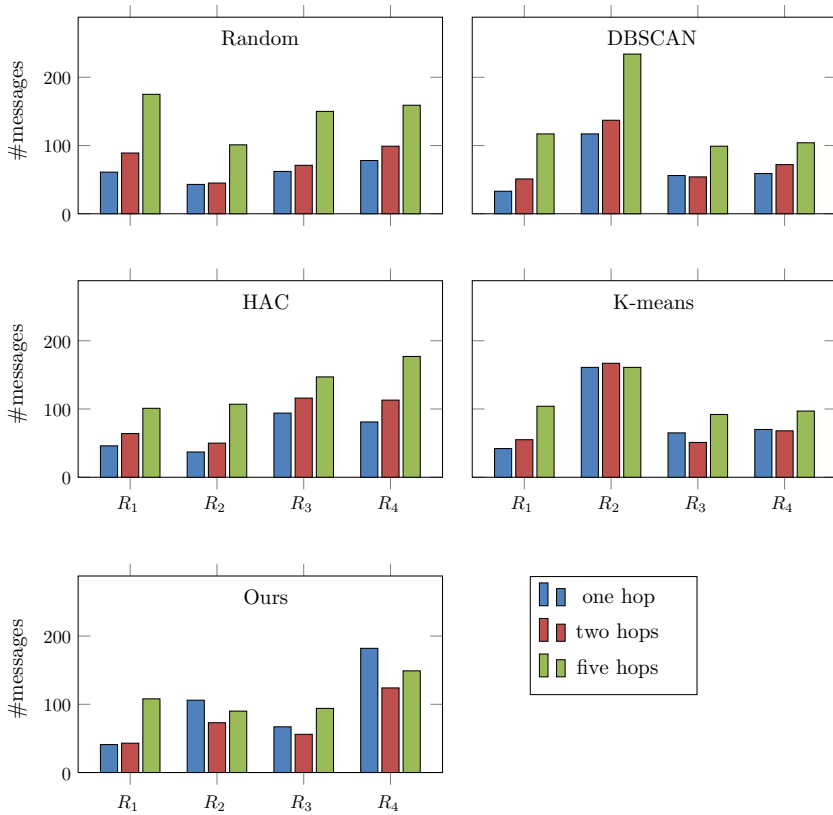 Random
DBSCAN
#messages
200
100
0
HAC
K-means
#messages
200
100
0
R₁ R₂ R₃ R₄
R₁ R₂ R₃ R₄
Ours
#messages
200
100
0
R₁ R₂ R₃ R₄
one hop
two hops
five hops